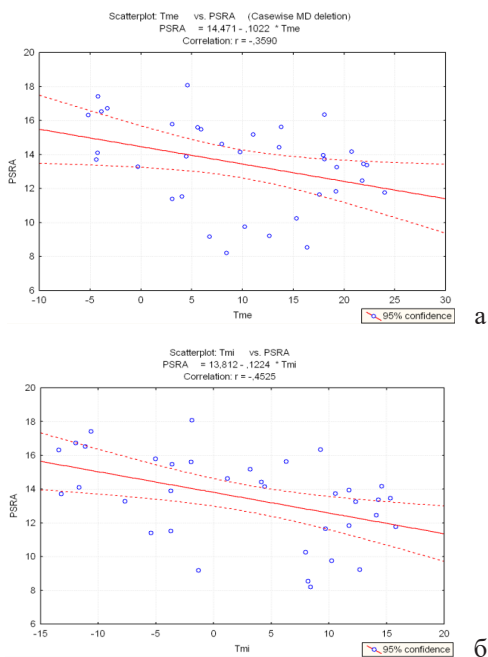 Scatterplot: Tme vs. PSRA (Casewise MD deletion)
PSRA = 14,471 - ,1022 * Tme
Correlation: r = -,3590
20
18
16
14
12
10
8
6
PSRA
-10 -5 0 5 10 15 20 25 30
Tme
95% confidence
а
Scatterplot: Tmi vs. PSRA
PSRA = 13,812 - ,1224 * Tmi
Correlation: r = -,4525
20
18
16
14
12
10
8
6
PSRA
-15 -10 -5 0 5 10 15 20
Tmi
95% confidence
б